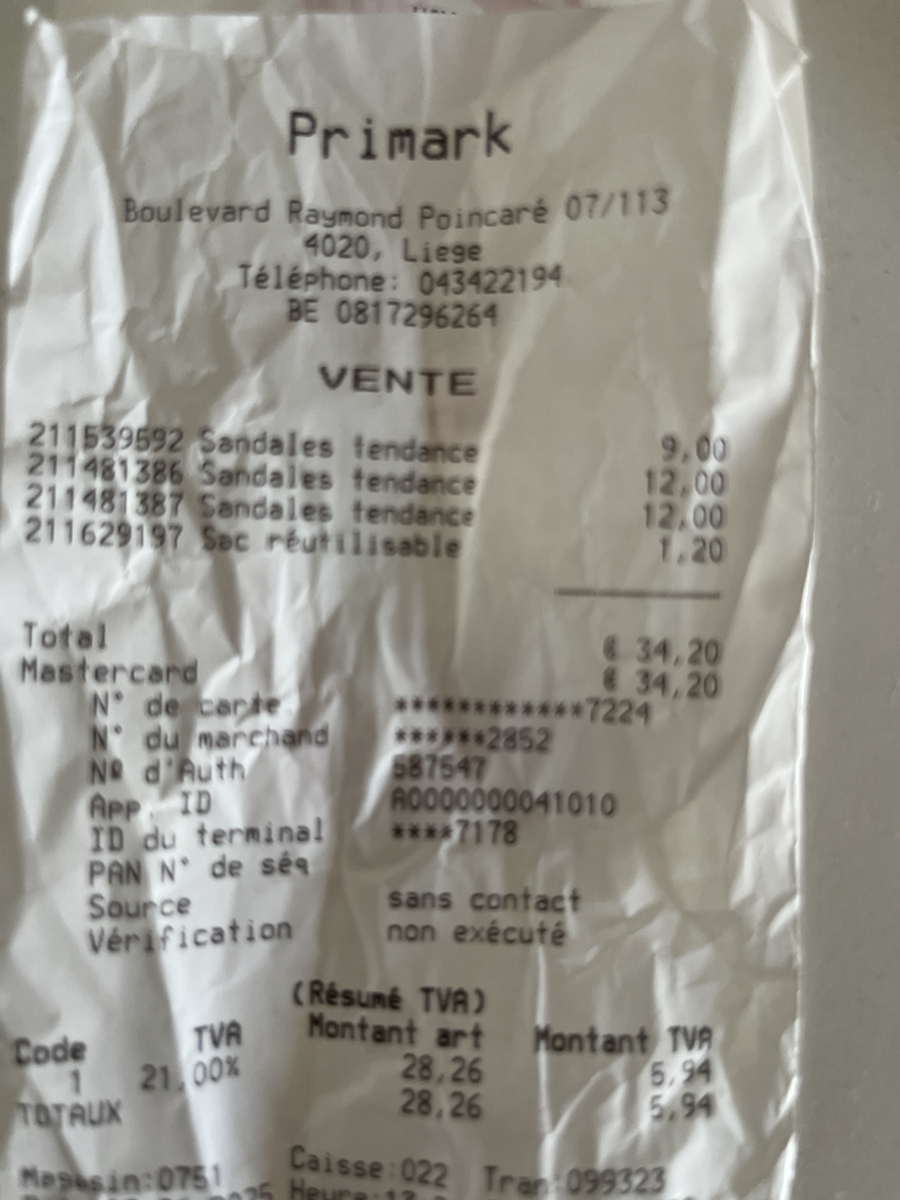 Primark
Boulevard Raymond Poincaré 07/113
4020, Liege
Téléphone: 043422194
BE 0817296264
VENTE
211539592 Sandales tendance 9,00
211481386 Sandales tendance 12,00
211481387 Sandales tendance 12,00
211629197 Sac réutilisable 1,20
Total € 34,20
Mastercard € 34,20
N° de carte ************7224
N° du marchand ******2852
Nº d'Auth 587547
App. ID A0000000041010
ID du terminal ****7178
PAN N° de séq
Source sans contact
Vérification non exécuté
(Résumé TVA)
Code TVA Montant art Montant TVA
1 21,00% 28,26 5,94
TOTAUX 28,26 5,94
Magasin:0751 Caisse:022 Tran:099323